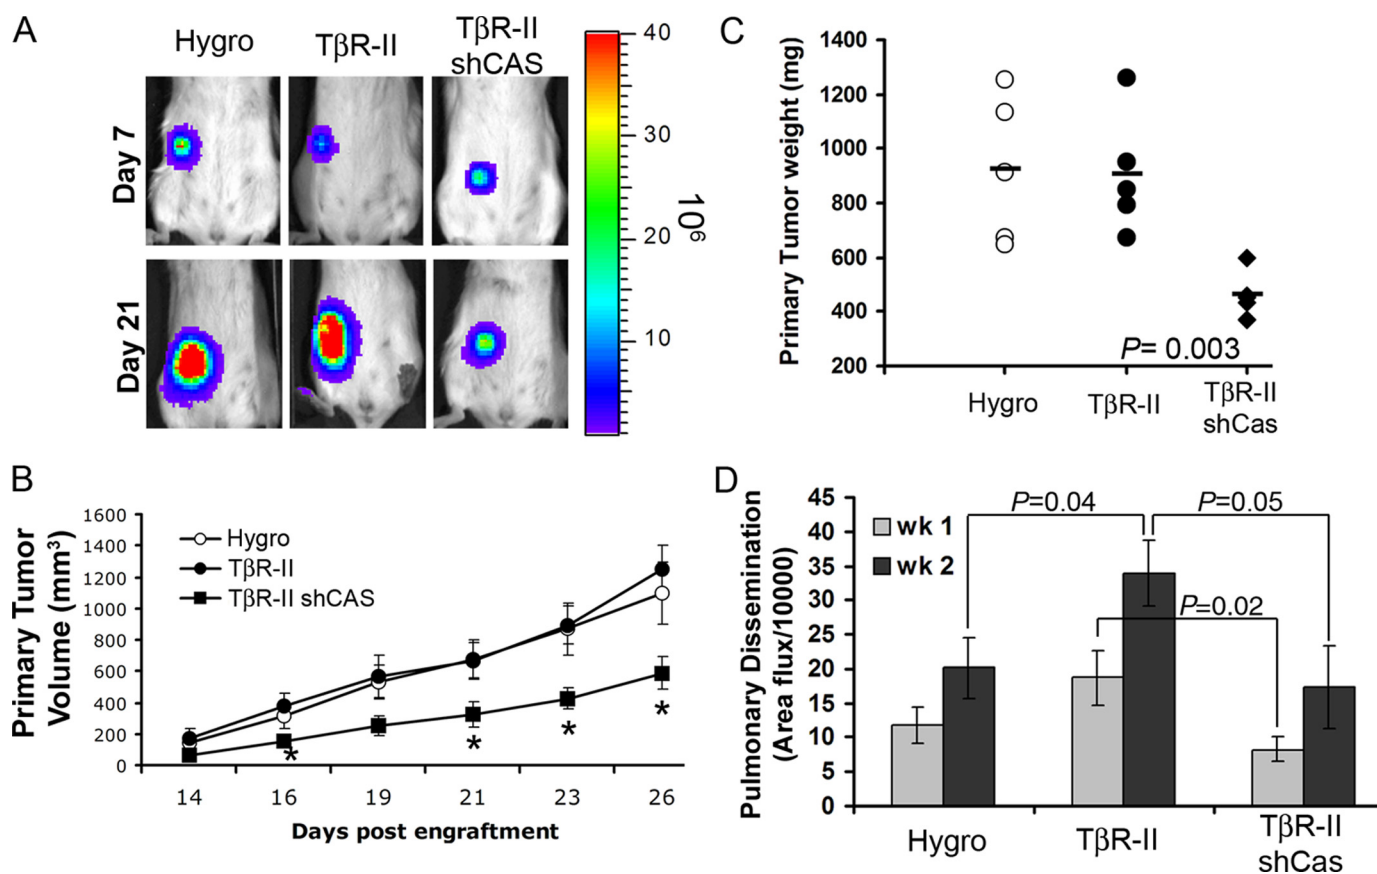 A
Hygro
TβR-II
TβR-II
shCAS
Day 7
Day 21
40
30
20
10
10⁶
B
Primary Tumor
Volume (mm³)
1600
1400
1200
1000
800
600
400
200
0
Hygro
TβR-II
TβR-II shCAS
*
*
*
*
14 16 19 21 23 26
Days post engraftment
C
Primary Tumor weight (mg)
1400
1200
1000
800
600
400
200
P= 0.003
Hygro
TβR-II
TβR-II
shCas
D
Pulmonary Dissemination
(Area flux/10000)
45
40
35
30
25
20
15
10
5
0
wk 1
wk 2
P=0.04
P=0.05
P=0.02
Hygro
TβR-II
TβR-II
shCas